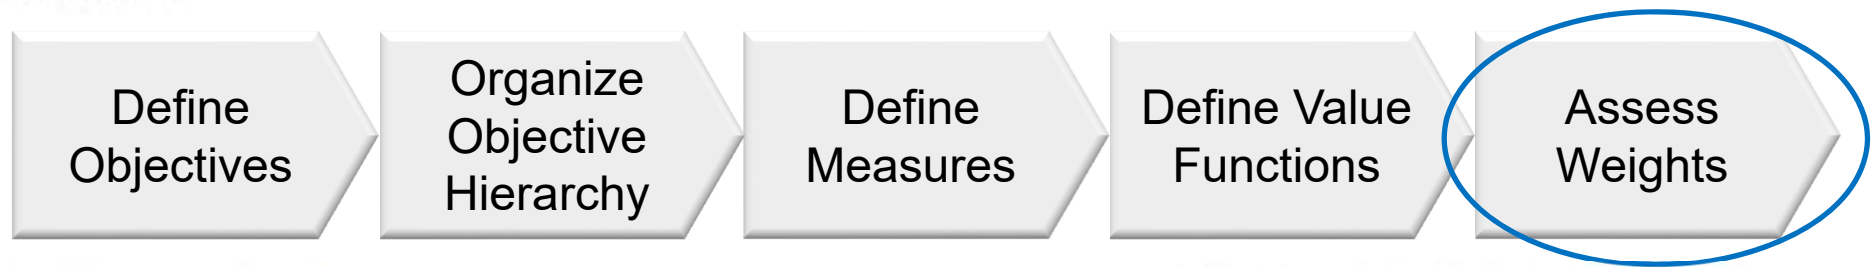 Define
Objectives
Organize
Objective
Hierarchy
Define
Measures
Define Value
Functions
Assess
Weights